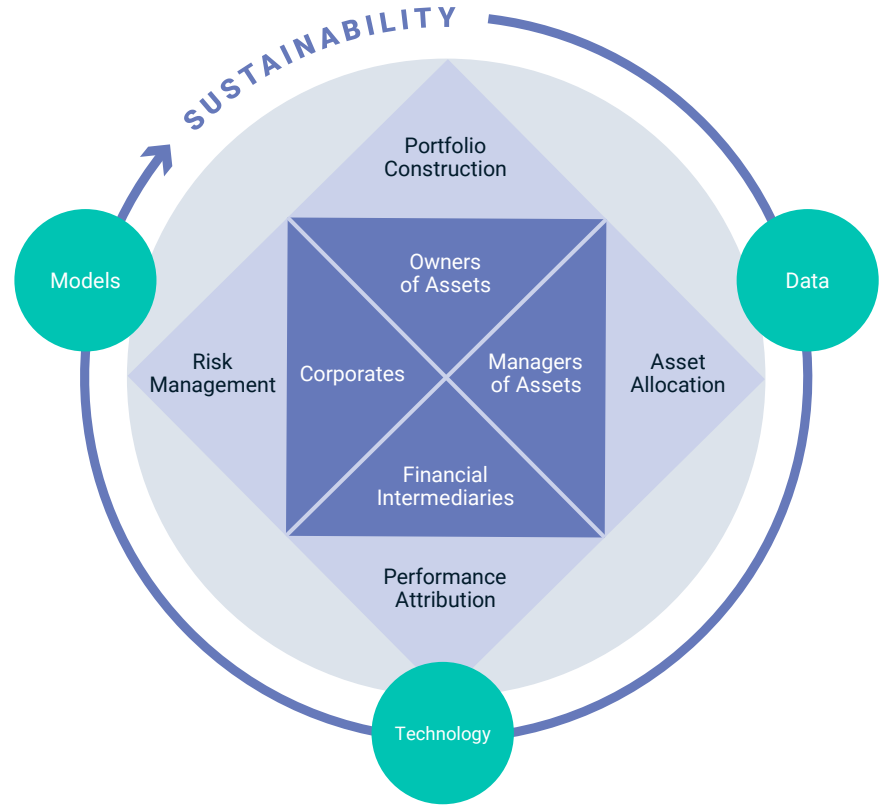 SUSTAINABILITY
Portfolio
Construction
Owners
of Assets
Models
Data
Risk
Management
Corporates
Managers
of Assets
Asset
Allocation
Financial
Intermediaries
Performance
Attribution
Technology